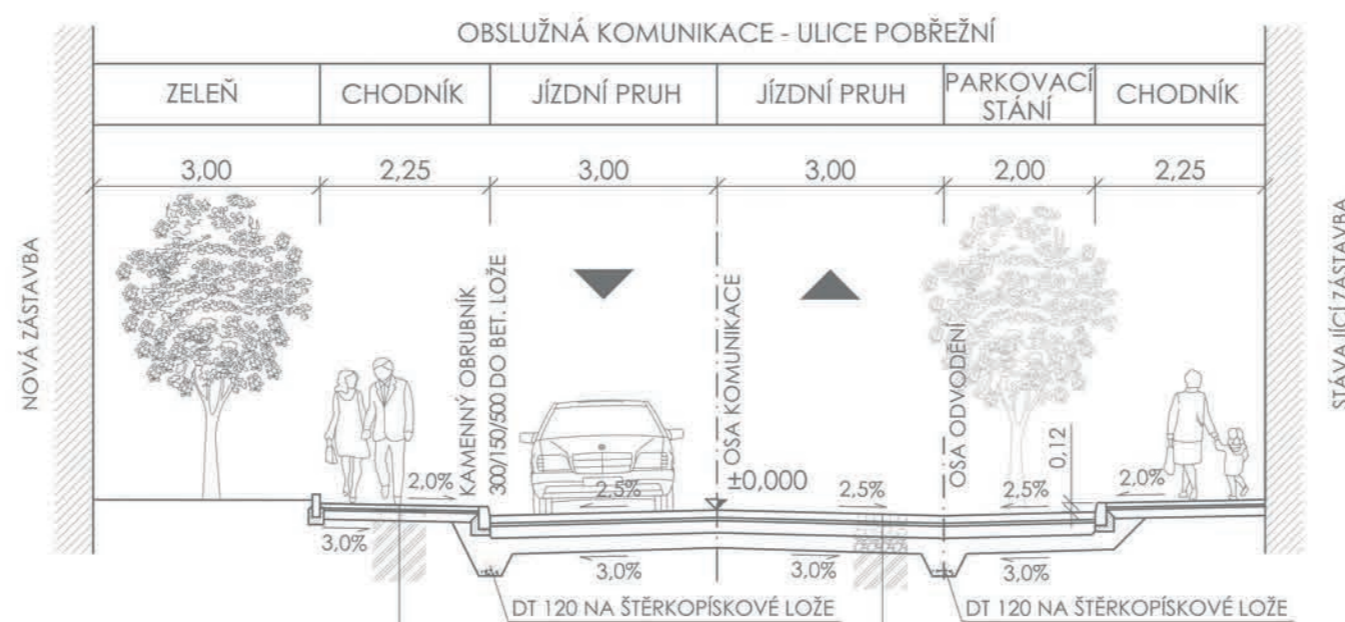 OBSLUŽNÁ KOMUNIKACE - ULICE POBŘEŽNÍ
ZELEŇ
CHODNÍK
JÍZDNÍ PRUH
JÍZDNÍ PRUH
PARKOVACÍ
STÁNÍ
CHODNÍK
3,00
2,25
3,00
3,00
2,00
2,25
NOVÁ ZÁSTAVBA
KAMENNÝ OBRUBNÍK
300/150/500 DO BET. LOŽE
OSA KOMUNIKACE
OSA ODVODŇENÍ
STÁVAJÍCÍ ZÁSTAVBA
0,12
2,0%
2,5%
±0,000
2,5%
2,5%
2,0%
3,0%
3,0%
3,0%
3,0%
DT 120 NA ŠTĚRKOPÍSKOVÉ LOŽE
DT 120 NA ŠTĚRKOPÍSKOVÉ LOŽE